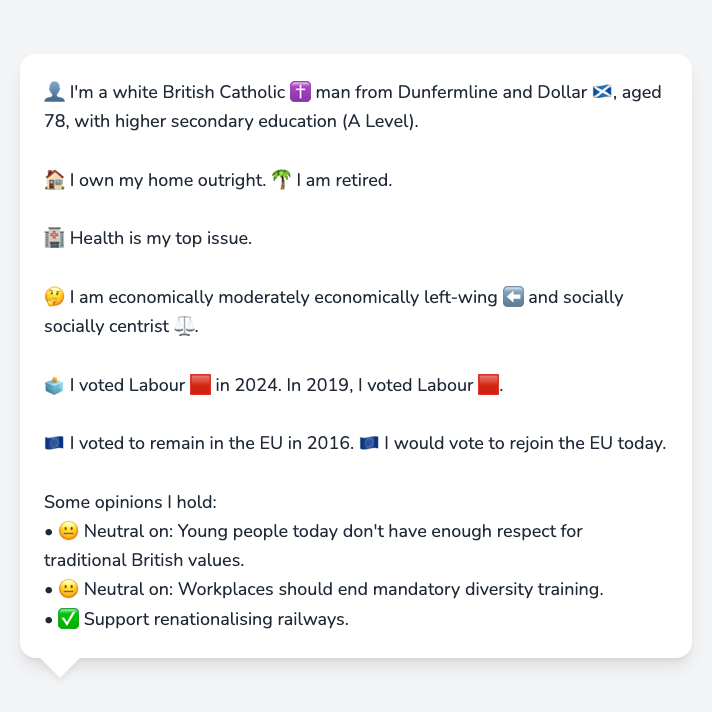 👤 I'm a white British Catholic ✝️ man from Dunfermline and Dollar 🏴󠁧󠁢󠁳󠁣󠁴󠁿, aged
78, with higher secondary education (A Level).
🏠 I own my home outright. 🌴 I am retired.
🏥 Health is my top issue.
🤔 I am economically moderately economically left-wing ⬅️ and socially
socially centrist ⚖️.
🗳️ I voted Labour 🟥 in 2024. In 2019, I voted Labour 🟥.
🇪🇺 I voted to remain in the EU in 2016. 🇪🇺 I would vote to rejoin the EU today.
Some opinions I hold:
• 😐 Neutral on: Young people today don't have enough respect for
traditional British values.
• 😐 Neutral on: Workplaces should end mandatory diversity training.
• ✅ Support renationalising railways.